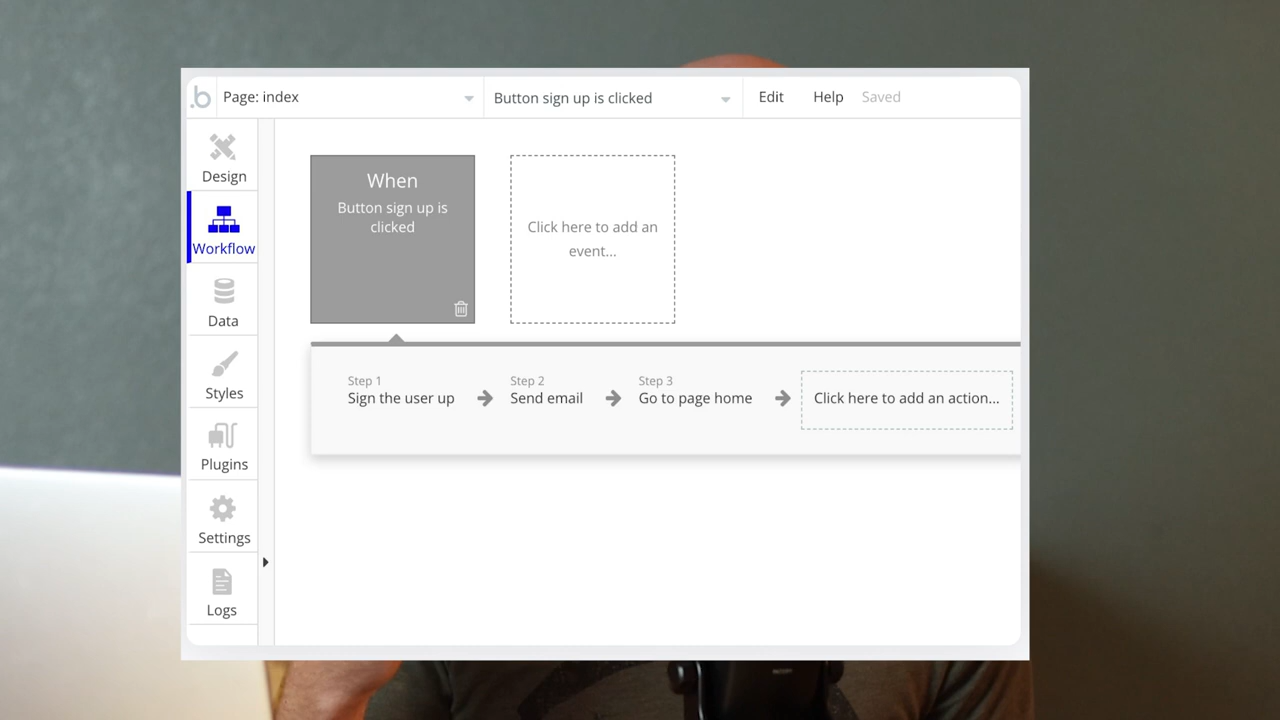 .b
Page: index
Button sign up is clicked
Edit
Help
Saved
Design
Workflow
Data
Styles
Plugins
Settings
Logs
When
Button sign up is
clicked
Click here to add an
event...
Step 1
Sign the user up
Step 2
Send email
Step 3
Go to page home
Click here to add an action...